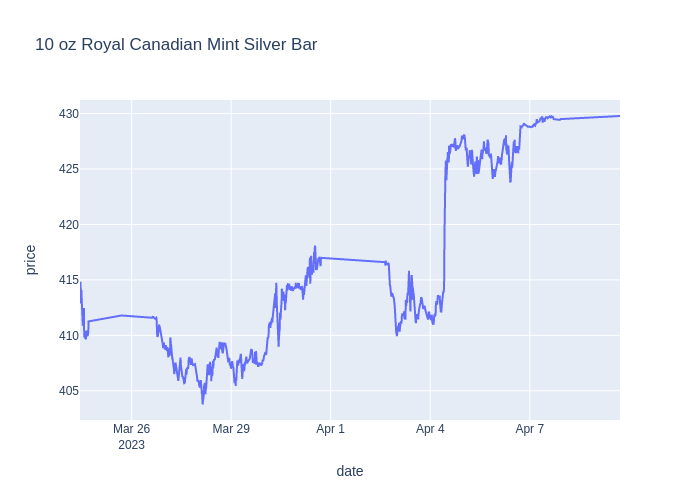 10 oz Royal Canadian Mint Silver Bar
430
425
420
415
410
405
price
Mar 26
2023
Mar 29
Apr 1
Apr 4
Apr 7
date